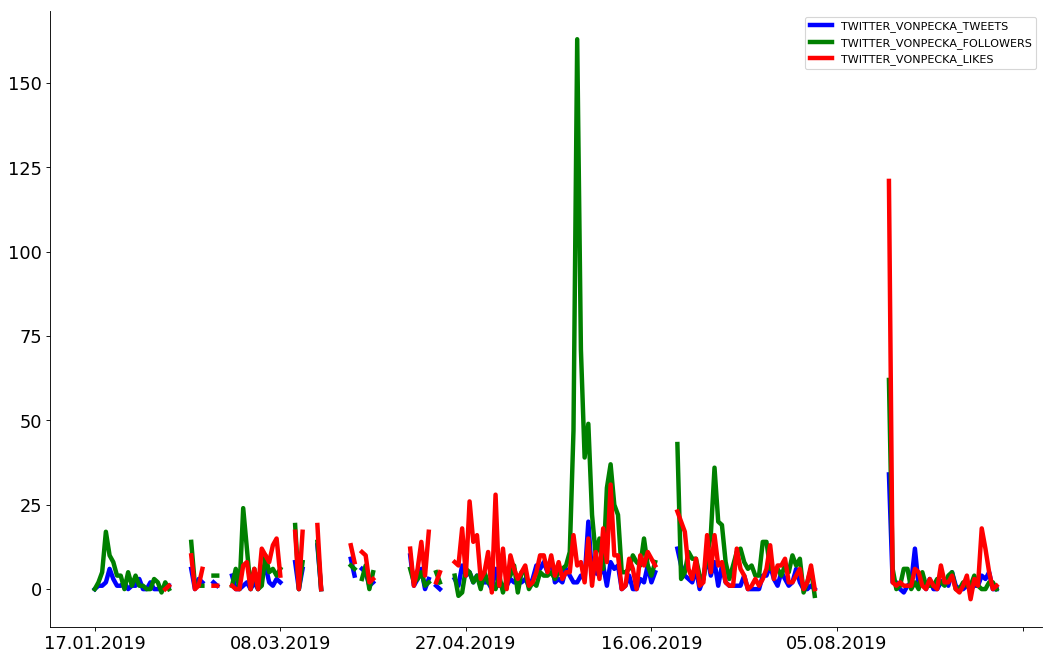 TWITTER_VONPECKA_TWEETS
TWITTER_VONPECKA_FOLLOWERS
TWITTER_VONPECKA_LIKES
150
125
100
75
50
25
0
17.01.2019 08.03.2019 27.04.2019 16.06.2019 05.08.2019